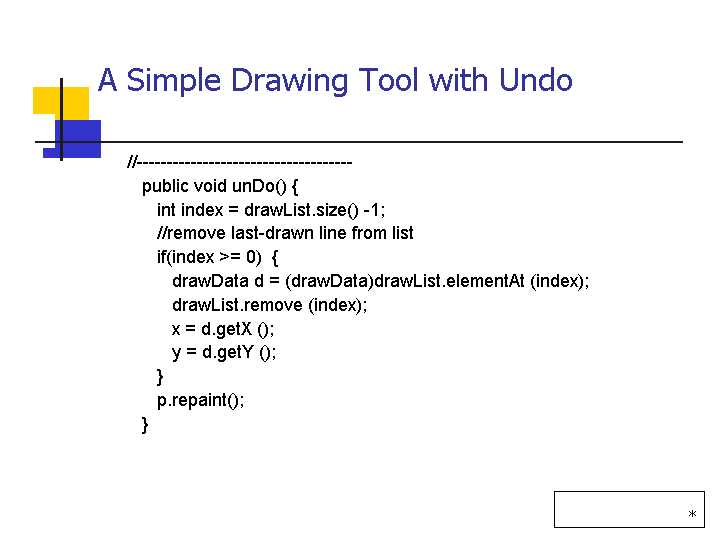 A Simple Drawing Tool with Undo
//------------------------------------
public void unDo() {
int index = drawList.size() -1;
//remove last-drawn line from list
if(index >= 0)  {
drawData d = (drawData)drawList.elementAt (index);
drawList.remove (index);
x = d.getX ();
y = d.getY ();
}
p.repaint();
}
*